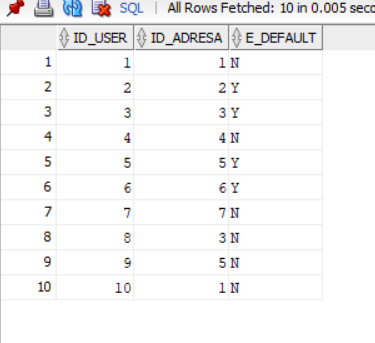 SQL | All Rows Fetched: 10 in 0.005 seco
ID_USER ID_ADRESA E_DEFAULT
1 1 1 N
2 2 2 Y
3 3 3 Y
4 4 4 N
5 5 5 Y
6 6 6 Y
7 7 7 N
8 8 3 N
9 9 5 N
10 10 1 N